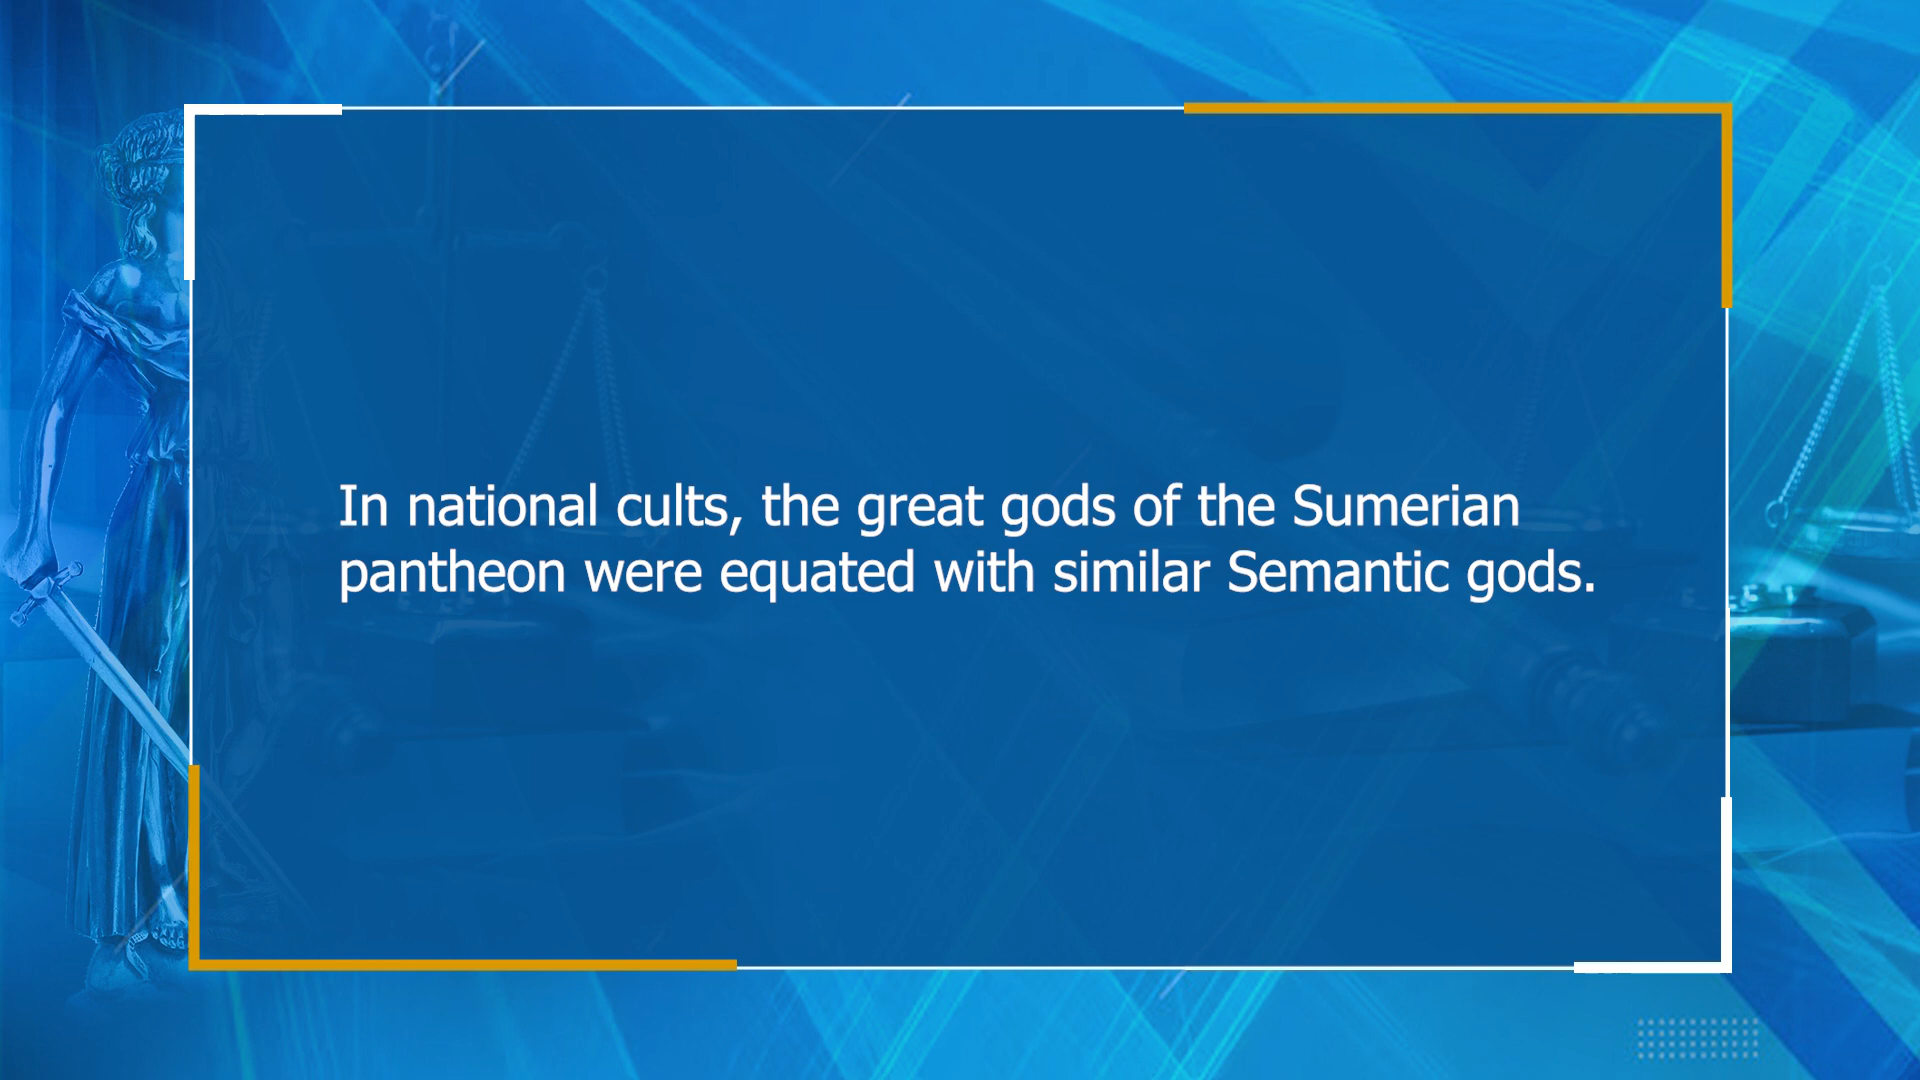 In national cults, the great gods of the Sumerian
pantheon were equated with similar Semantic gods.